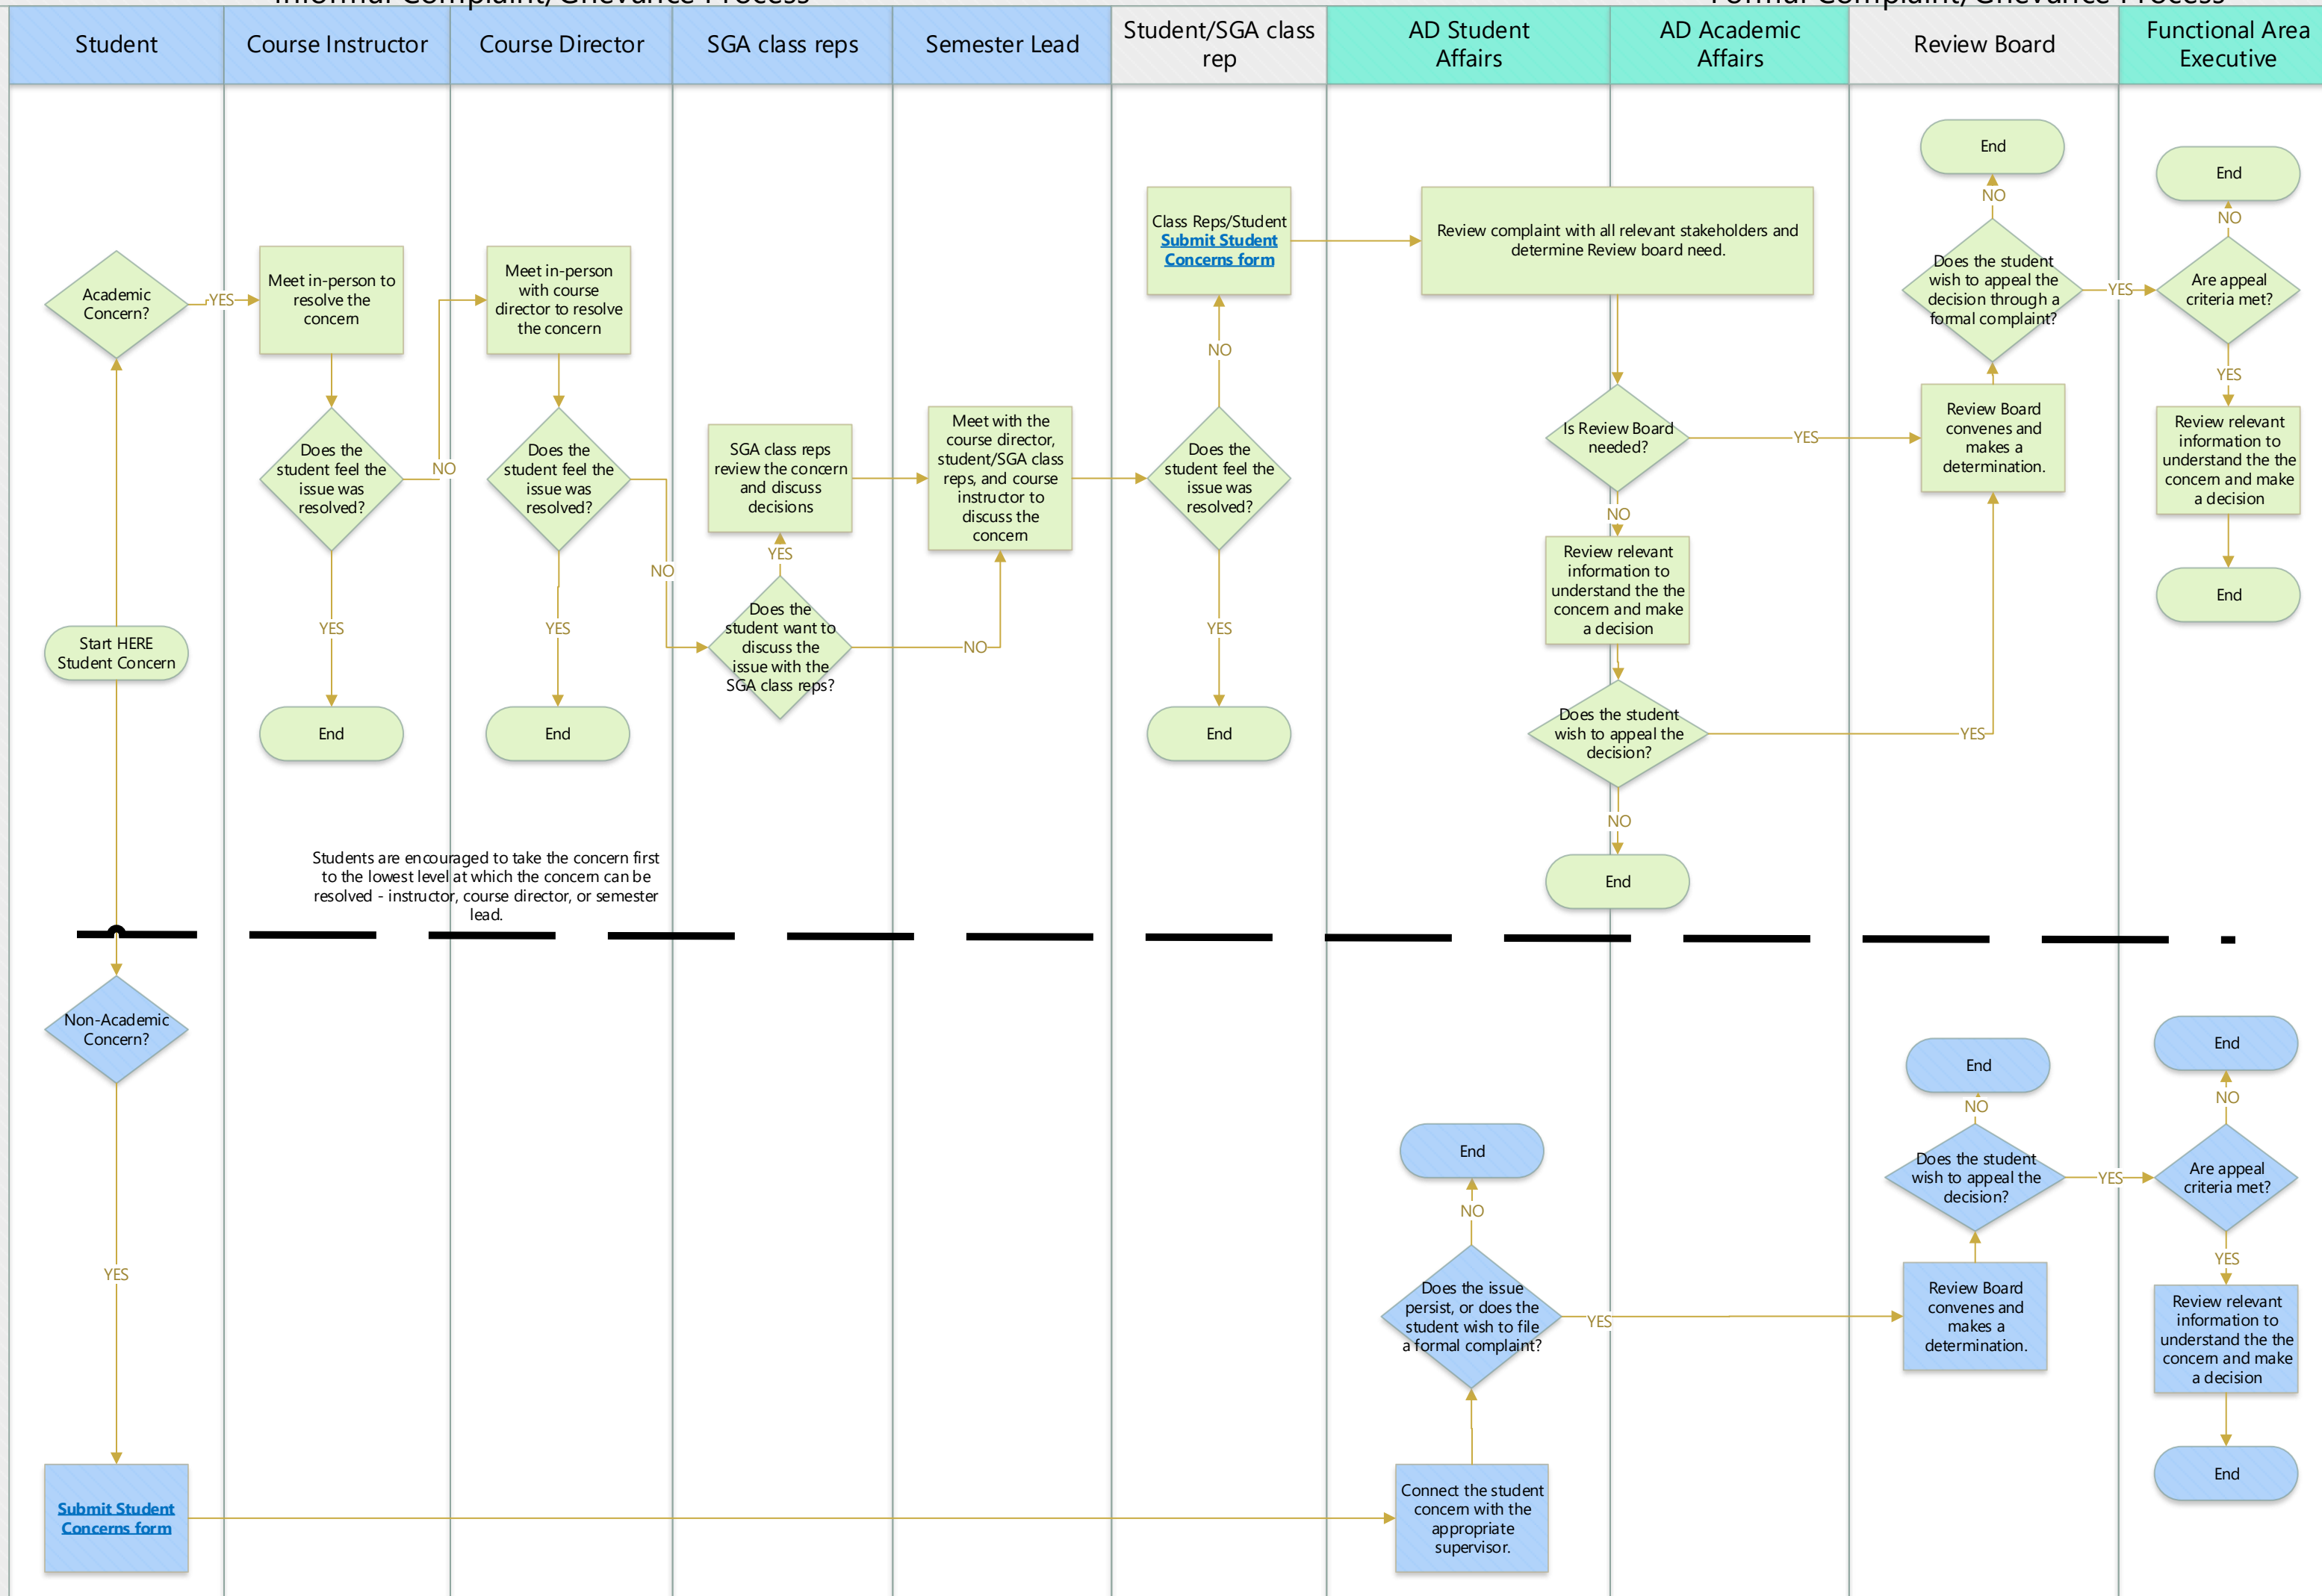 Informal Complaint/Grievance Process
Formal Complaint/Grievance Process
Student
Course Instructor
Course Director
SGA class reps
Semester Lead
Student/SGA class
rep
AD Student
Affairs
AD Academic
Affairs
Review Board
Functional Area
Executive
Academic
Concern?
YES
Start HERE
Student Concern
Meet in-person to
resolve the
concern
Does the
student feel the
issue was
resolved?
NO
YES
End
Meet in-person
with course
director to resolve
the concern
Does the
student feel the
issue was
resolved?
NO
YES
End
SGA class reps
review the concern
and discuss
decisions
YES
Does the
student want to
discuss the
issue with the
SGA class reps?
NO
Meet with the
course director,
student/SGA class
reps, and course
instructor to
discuss the
concern
Class Reps/Student
Submit Student
Concerns form
NO
Does the
student feel the
issue was
resolved?
YES
End
Review complaint with all relevant stakeholders and
determine Review board need.
Is Review Board
needed?
YES
NO
Review relevant
information to
understand the the
concern and make
a decision
Does the student
wish to appeal the
decision?
YES
NO
End
End
NO
Does the student
wish to appeal the
decision through a
formal complaint?
YES
Review Board
convenes and
makes a
determination.
End
NO
Are appeal
criteria met?
YES
Review relevant
information to
understand the the
concern and make
a decision
End
Students are encouraged to take the concern first
to the lowest level at which the concern can be
resolved - instructor, course director, or semester
lead.
Non-Academic
Concern?
YES
Submit Student
Concerns form
End
NO
Does the issue
persist, or does the
student wish to file
a formal complaint?
YES
Connect the student
concern with the
appropriate
supervisor.
End
NO
Does the student
wish to appeal the
decision?
YES
Review Board
convenes and
makes a
determination.
End
NO
Are appeal
criteria met?
YES
Review relevant
information to
understand the the
concern and make
a decision
End